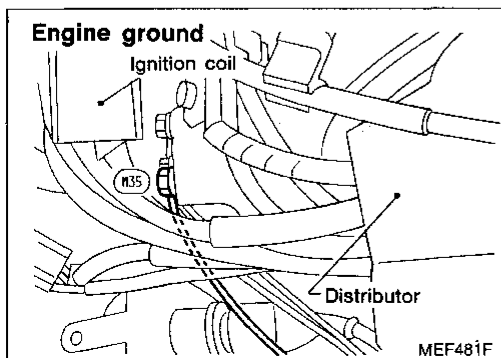 Engine ground
Ignition coil
M35
Distributor
MEF481F